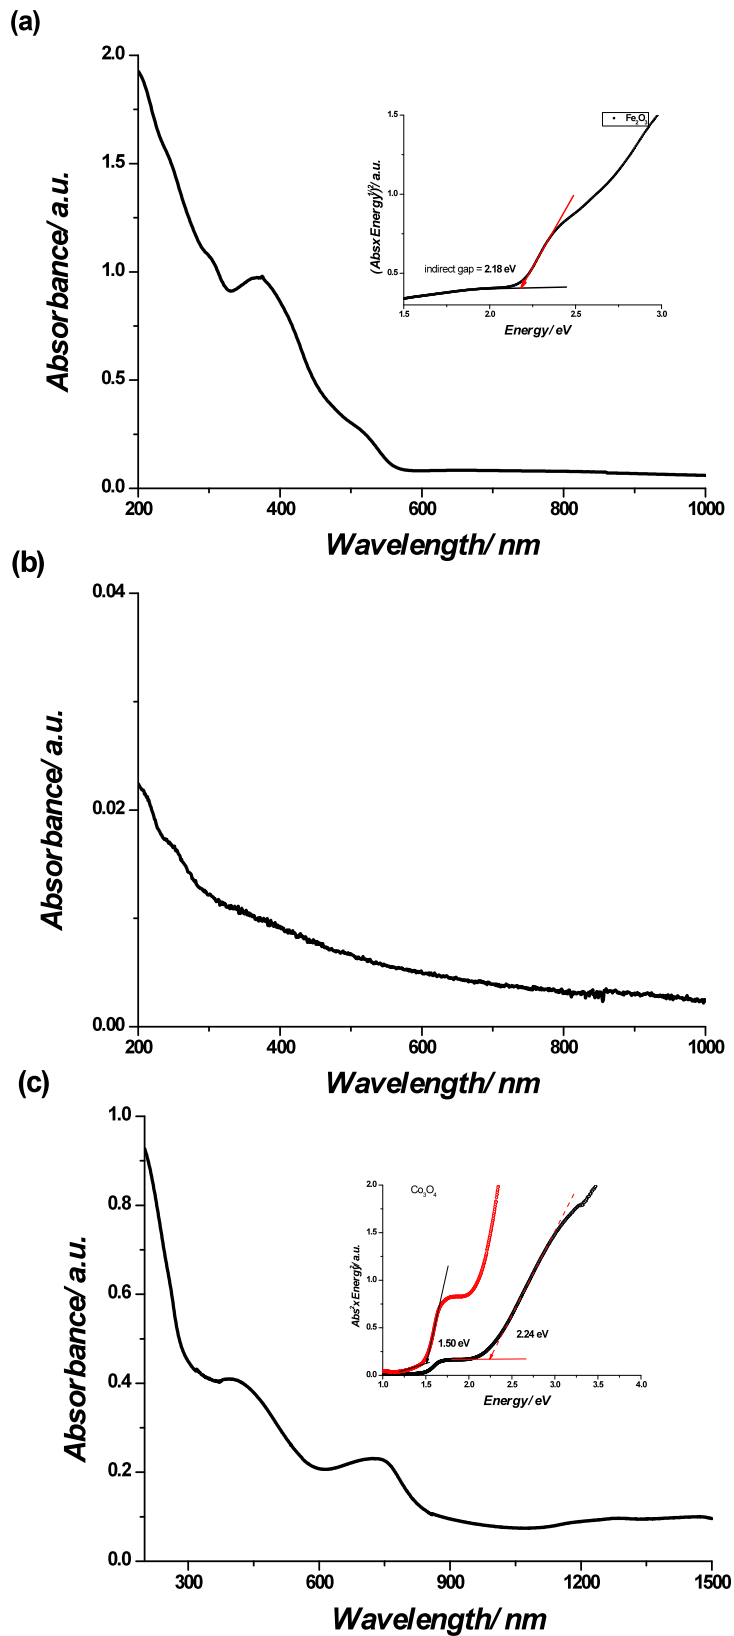 (a)
2.0
1.5
1.0
0.5
0.0
200
400
600
800
1000
Absorbance/ a.u.
Wavelength/ nm
1.5
1.0
0.5
1.5
2.0
2.5
3.0
(Absx Energy)^1/2/ a.u.
Energy/ eV
Fe2O3
indirect gap = 2.18 eV
(b)
0.04
0.02
0.00
200
400
600
800
1000
Absorbance/ a.u.
Wavelength/ nm
(c)
1.0
0.8
0.6
0.4
0.2
0.0
300
600
900
1200
1500
Absorbance/ a.u.
Wavelength/ nm
2.0
1.5
1.0
0.5
0.0
1.0
1.5
2.0
2.5
3.0
3.5
4.0
Abs2x Energy2/ a.u.
Energy/ eV
Co3O4
1.50 eV
2.24 eV